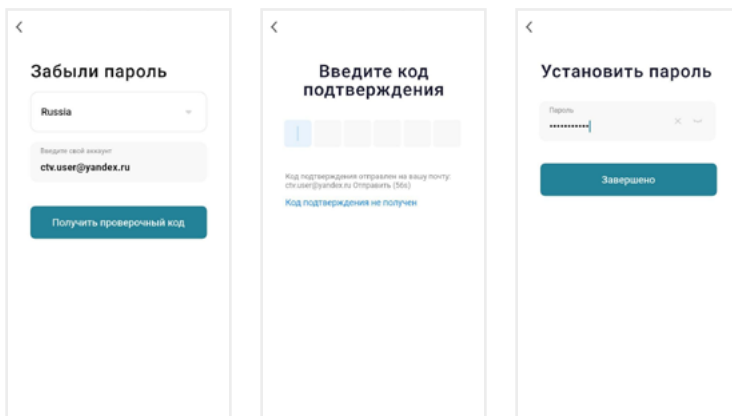 Забыли пароль
Russia
Введите свой аккаунт
ctv.user@yandex.ru
Получить проверочный код
Введите код
подтверждения
Код подтверждения отправлен на вашу почту:
ctv.user@yandex.ru Отправить (56s)
Код подтверждения не получен
Установить пароль
Пароль
•••••••••••
Завершено